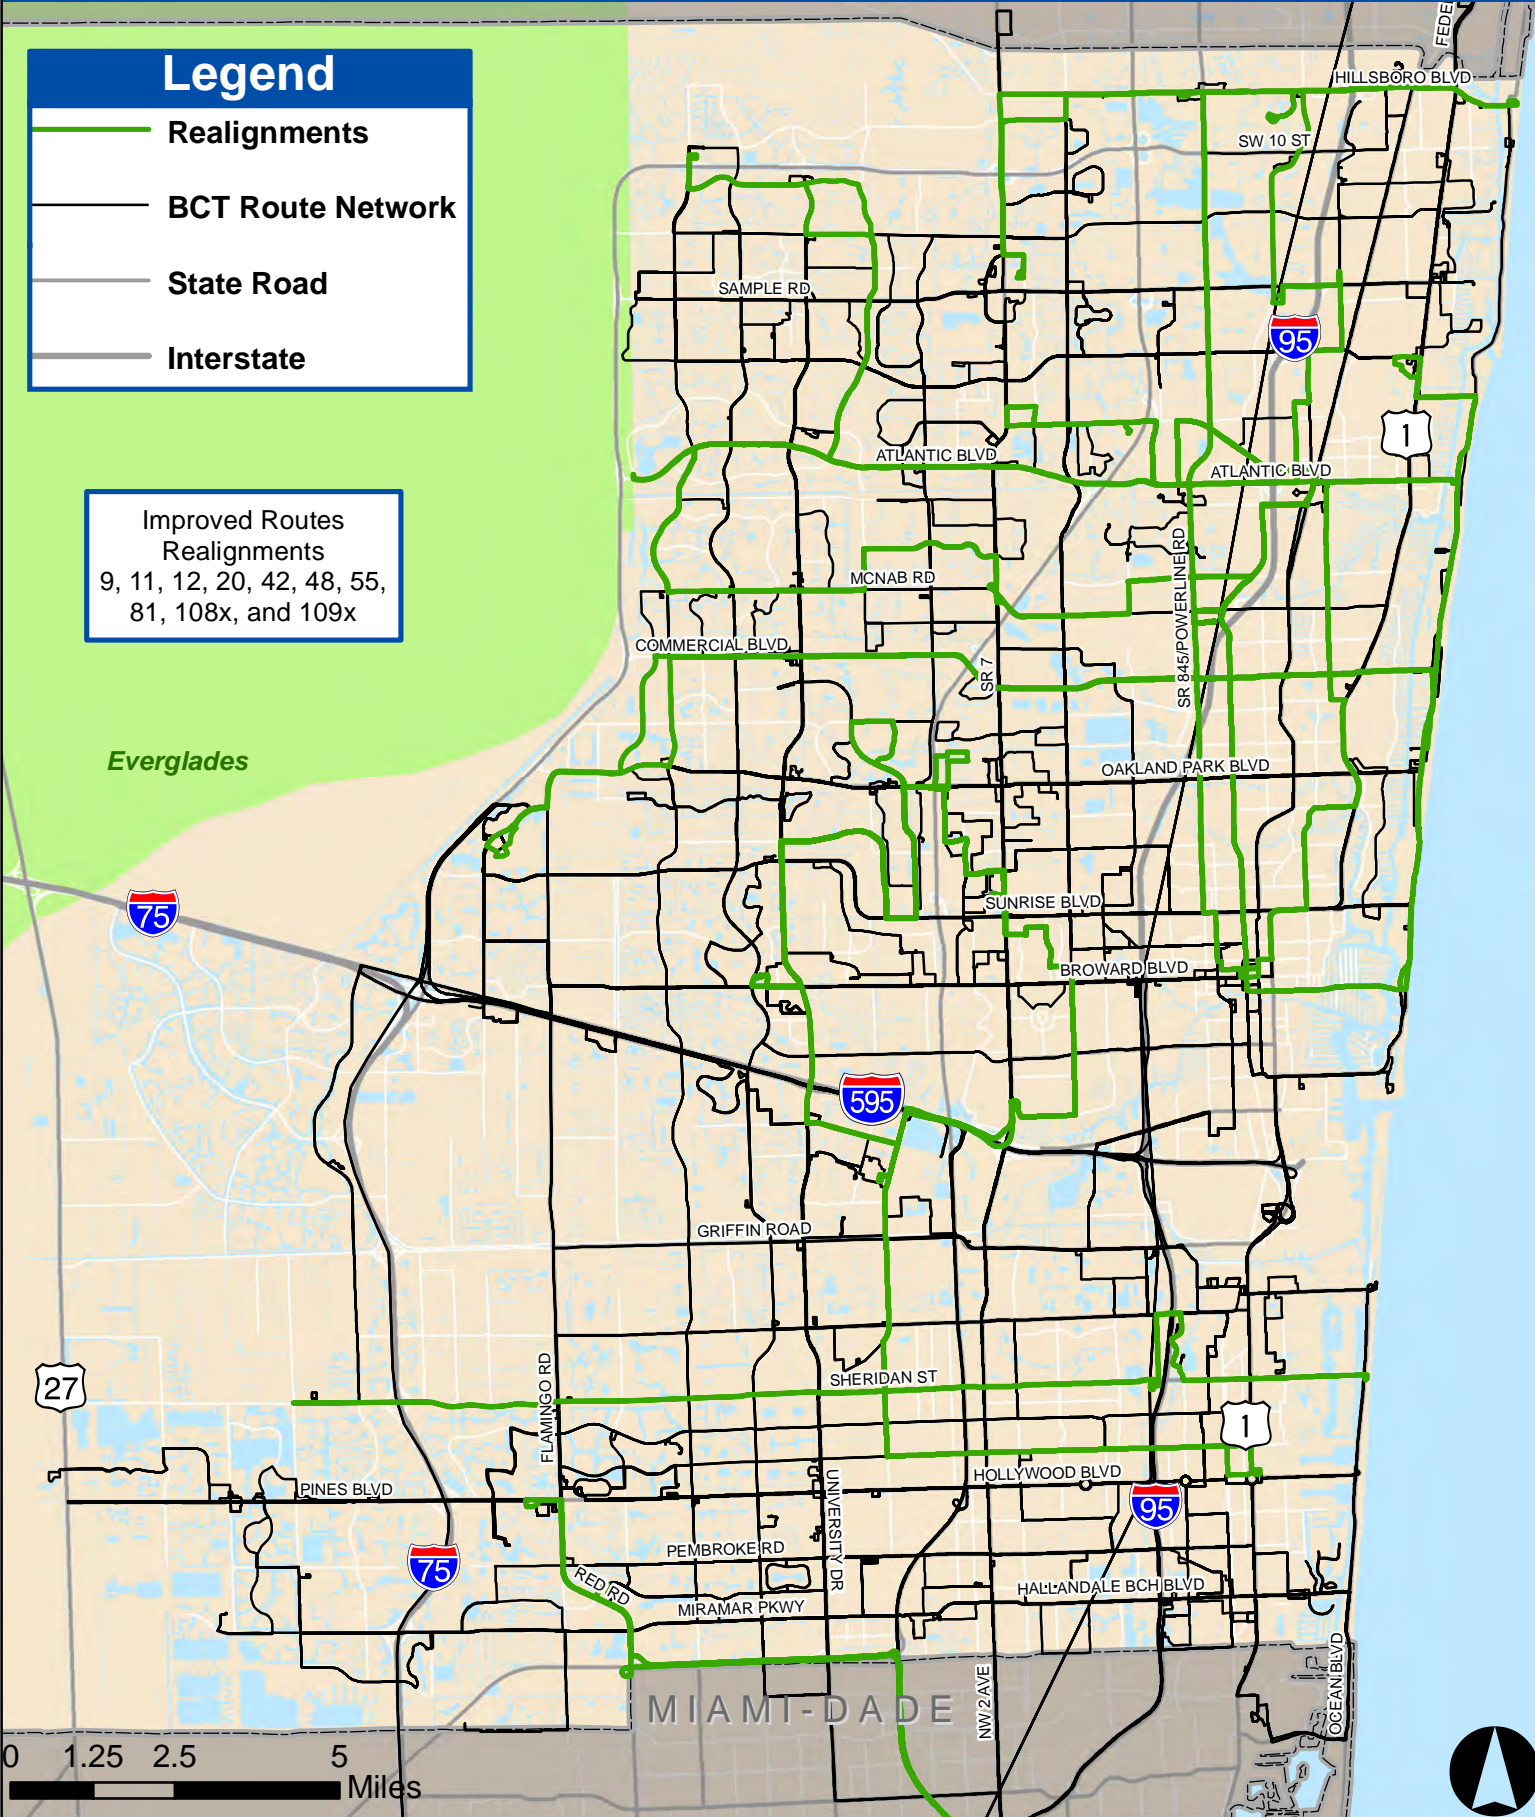 Legend
Realignments
BCT Route Network
State Road
Interstate
Improved Routes
Realignments
9, 11, 12, 20, 42, 48, 55,
81, 108x, and 109x
Everglades
FEDE
HILLSBORO BLVD
SW 10 ST
SAMPLE RD
95
1
ATLANTIC BLVD
ATLANTIC BLVD
MCNAB RD
SR 845/POWERLINE RD
COMMERCIAL BLVD
SR 7
OAKLAND PARK BLVD
75
SUNRISE BLVD
BROWARD BLVD
595
GRIFFIN ROAD
27
FLAMINGO RD
SHERIDAN ST
1
PINES BLVD
HOLLYWOOD BLVD
UNIVERSITY DR
95
75
PEMBROKE RD
RED RD
MIRAMAR PKWY
HALLANDALE BCH BLVD
NW 2 AVE
OCEAN BLVD
MIAMI-DADE
0 1.25 2.5 5
Miles